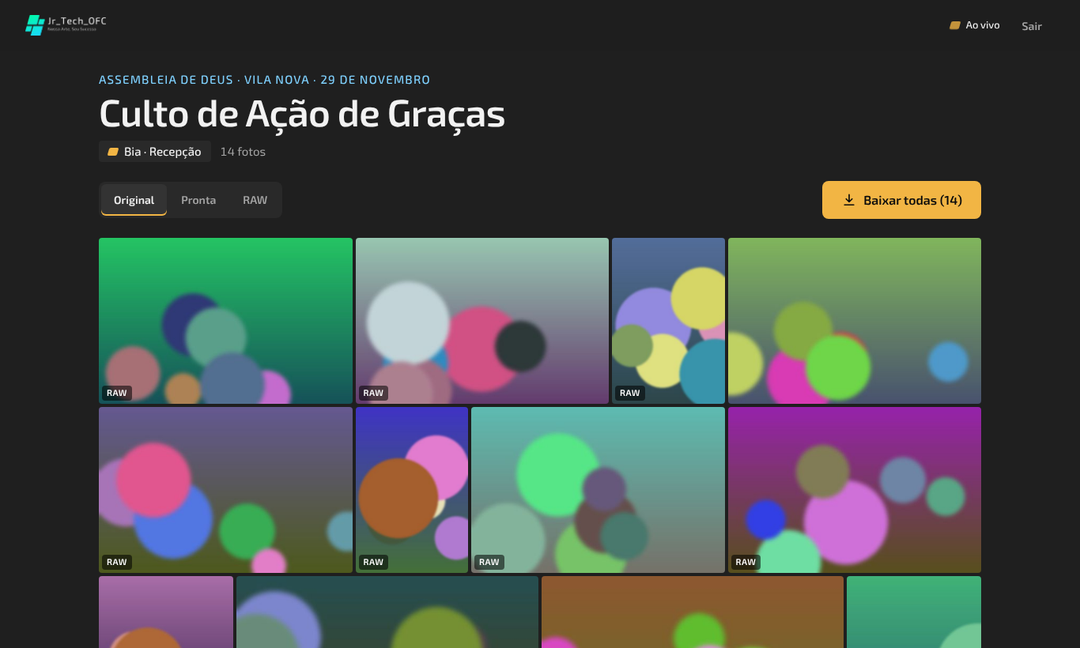 Jr_Tech_OFC
Ao vivo
Sair
ASSEMBLEIA DE DEUS · VILA NOVA · 29 DE NOVEMBRO
Culto de Ação de Graças
Bia · Recepção
14 fotos
Original
Pronta
RAW
Baixar todas (14)
RAW
RAW
RAW
RAW
RAW
RAW
RAW